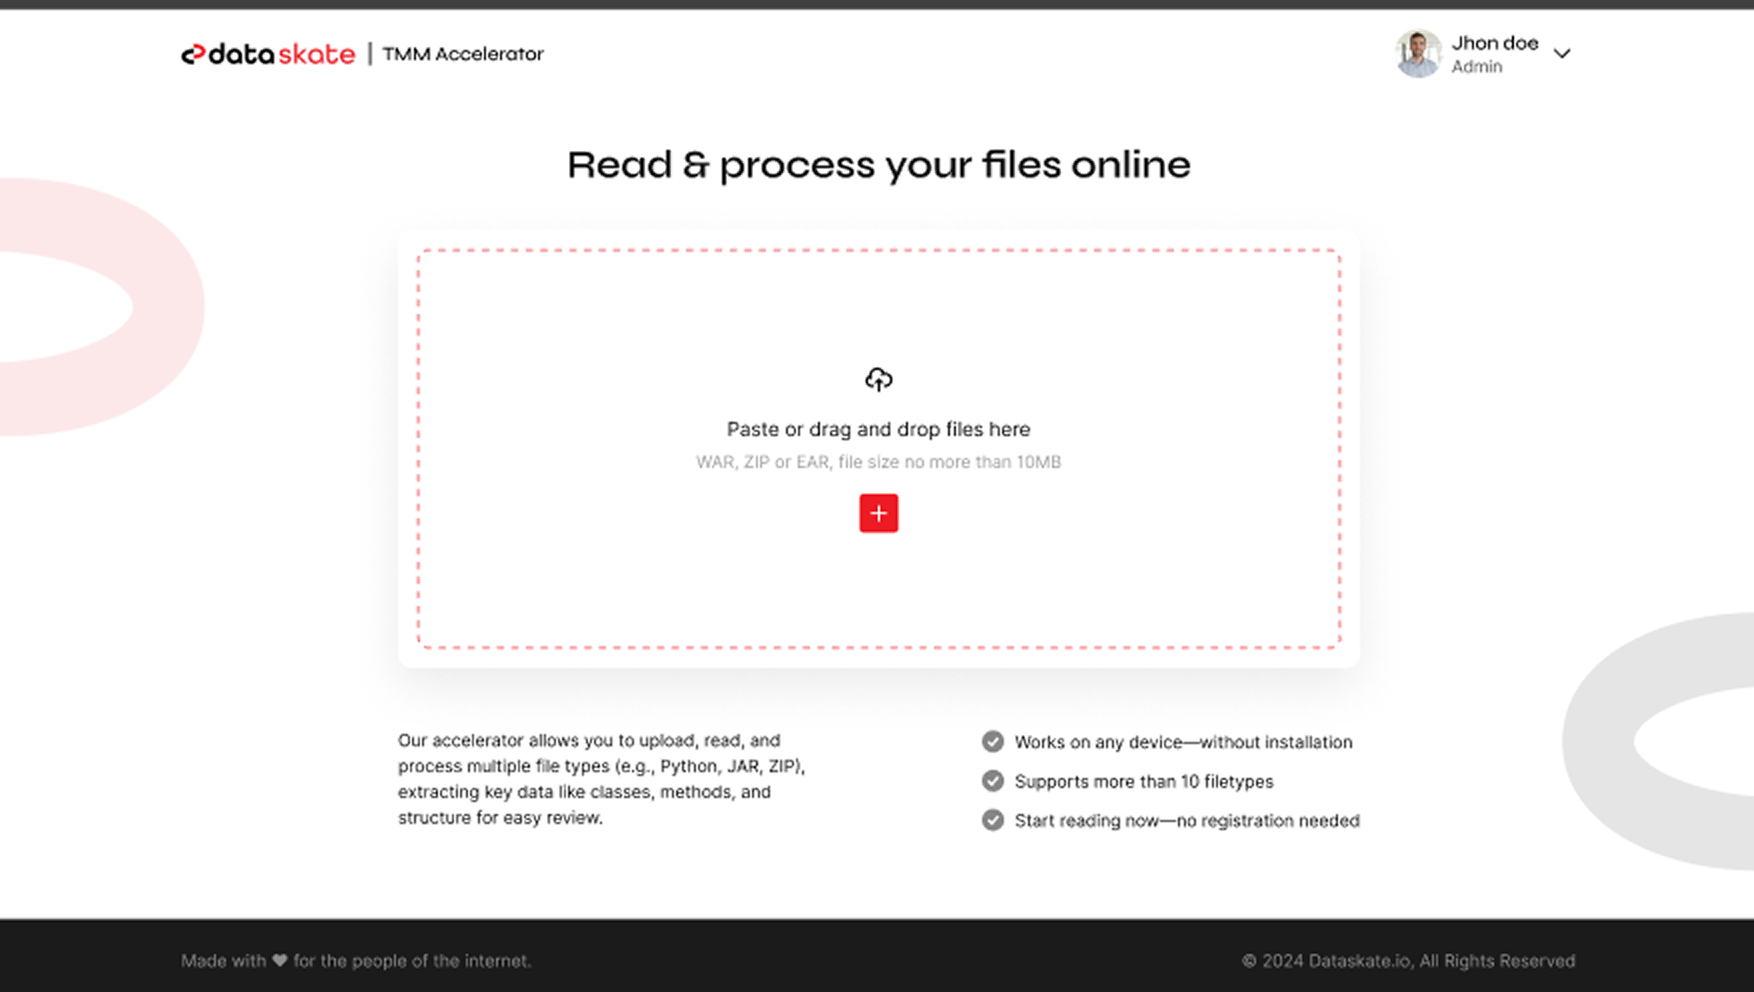 dataskate | TMM Accelerator
Jhon doe
Admin
Read & process your files online
Paste or drag and drop files here
WAR, ZIP or EAR, file size no more than 10MB
Our accelerator allows you to upload, read, and
process multiple file types (e.g., Python, JAR, ZIP),
extracting key data like classes, methods, and
structure for easy review.
Works on any device—without installation
Supports more than 10 filetypes
Start reading now—no registration needed
Made with ♥ for the people of the internet.
© 2024 Dataskate.io, All Rights Reserved